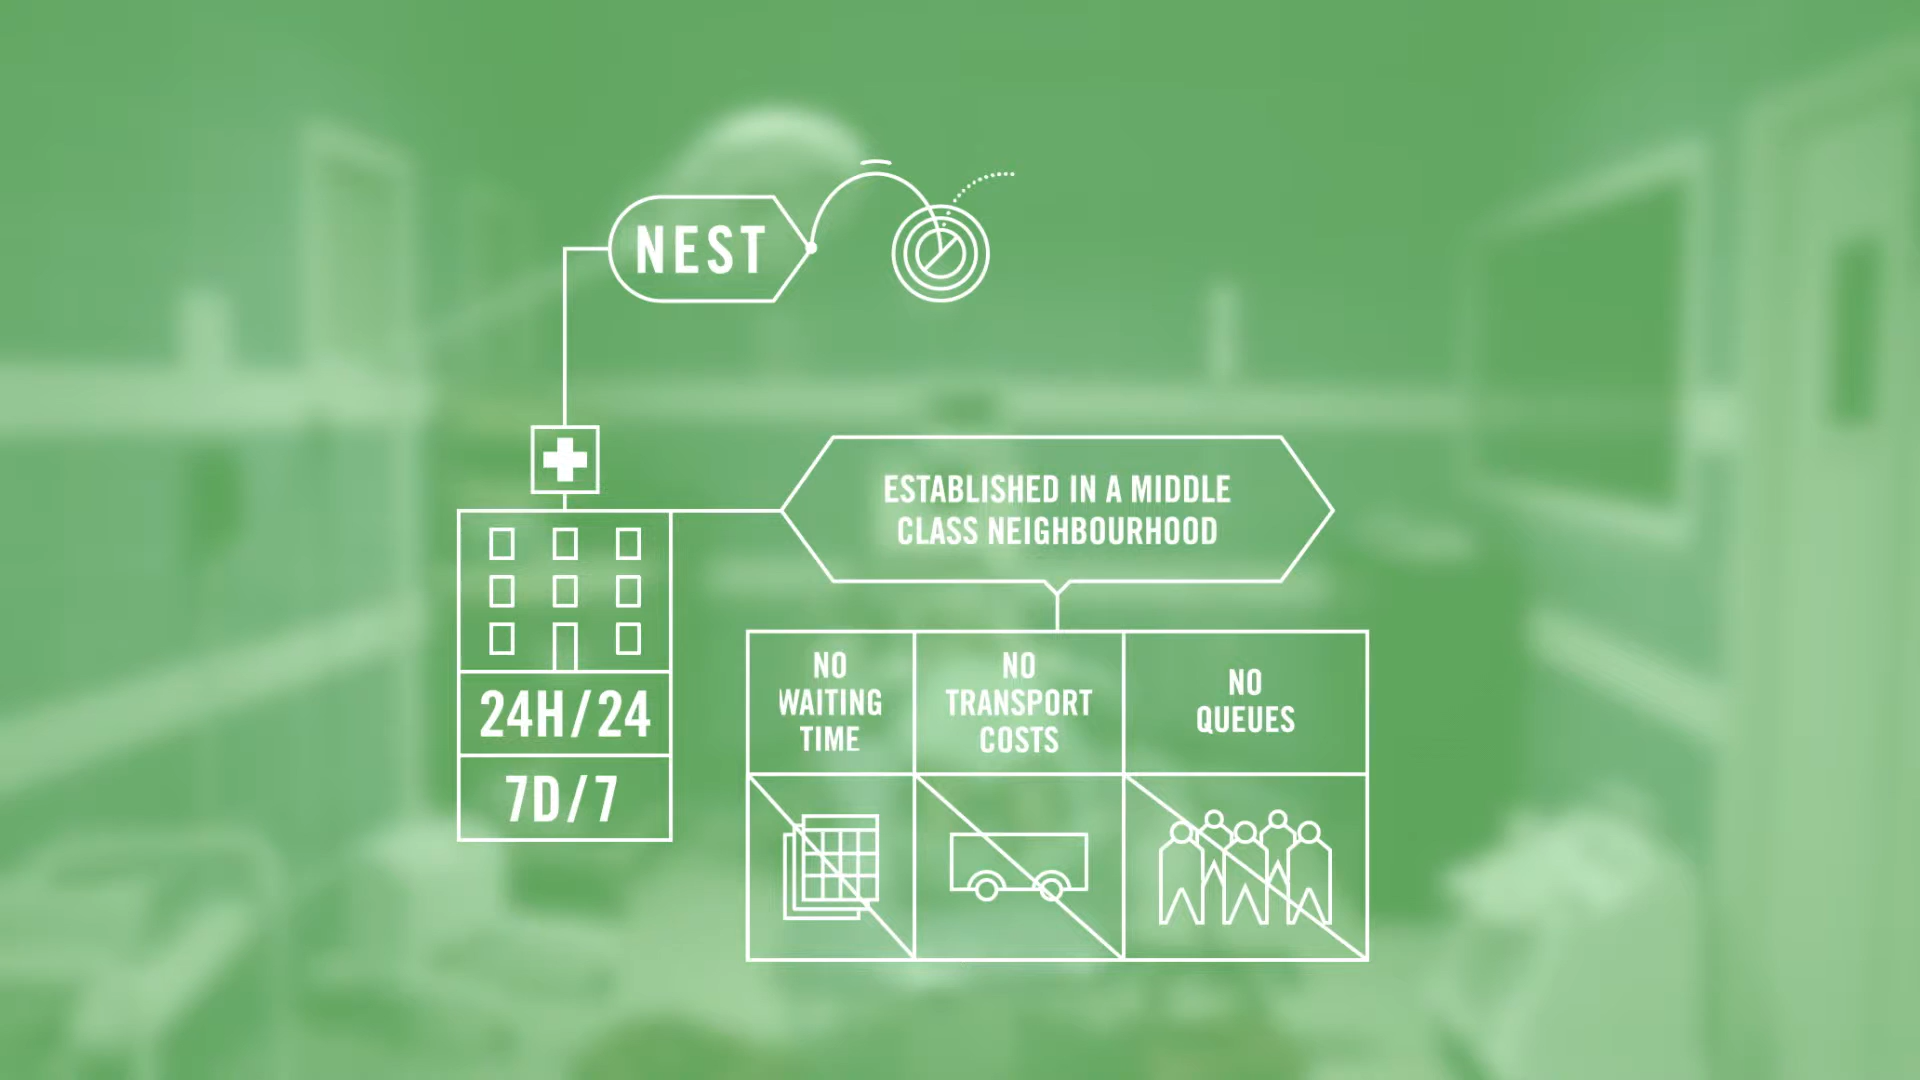 NEST
ESTABLISHED IN A MIDDLE
CLASS NEIGHBOURHOOD
24H/24
7D/7
NO
WAITING
TIME
NO
TRANSPORT
COSTS
NO
QUEUES